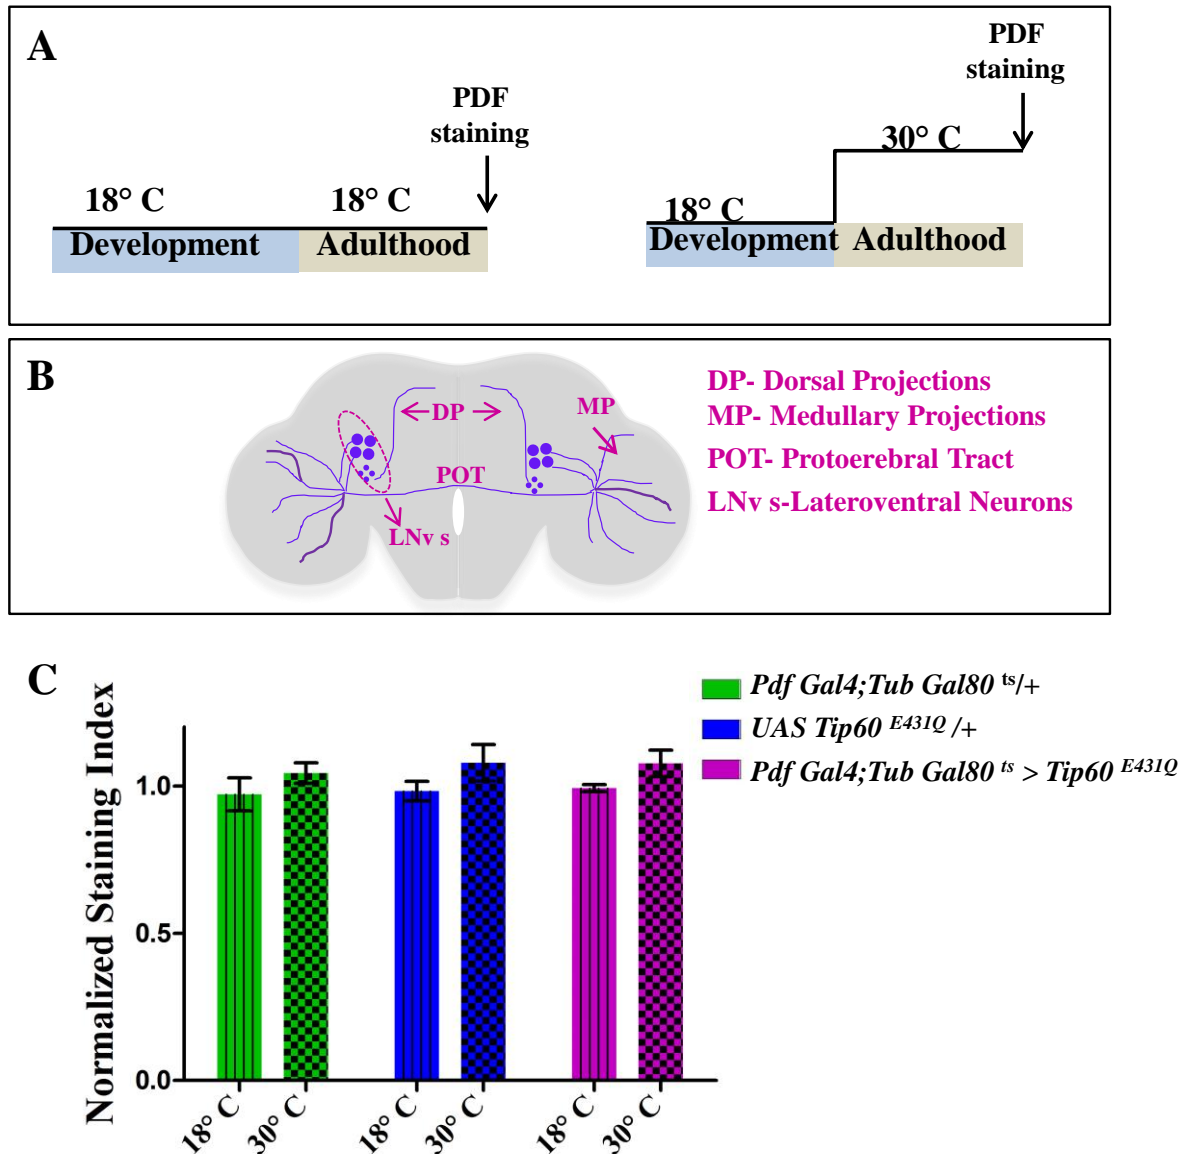 A
PDF
staining
18° C
18° C
Development
Adulthood
PDF
staining
30° C
18° C
Development
Adulthood
B
DP
MP
POT
LNv s
DP- Dorsal Projections
MP- Medullary Projections
POT- Protoerebral Tract
LNv s-Lateroventral Neurons
C
Normalized Staining Index
1.0
0.5
0.0
18° C
30° C
18° C
30° C
18° C
30° C
Pdf Gal4;Tub Gal80 ts/+
UAS Tip60 E431Q /+
Pdf Gal4;Tub Gal80 ts > Tip60 E431Q